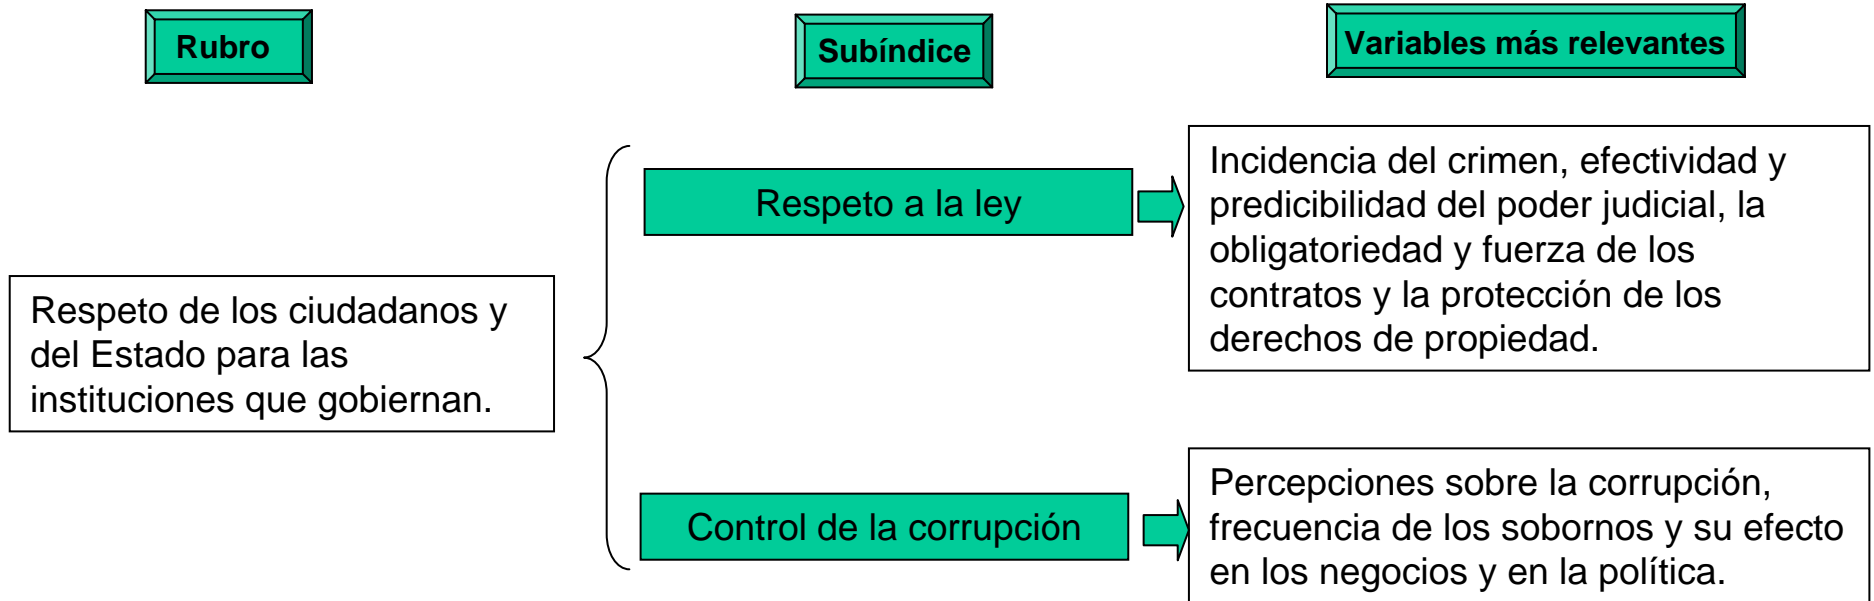 Rubro
Subíndice
Variables más relevantes
Respeto de los ciudadanos y
del Estado para las
instituciones que gobiernan.
Respeto a la ley
Incidencia del crimen, efectividad y
predicibilidad del poder judicial, la
obligatoriedad y fuerza de los
contratos y la protección de los
derechos de propiedad.
Control de la corrupción
Percepciones sobre la corrupción,
frecuencia de los sobornos y su efecto
en los negocios y en la política.